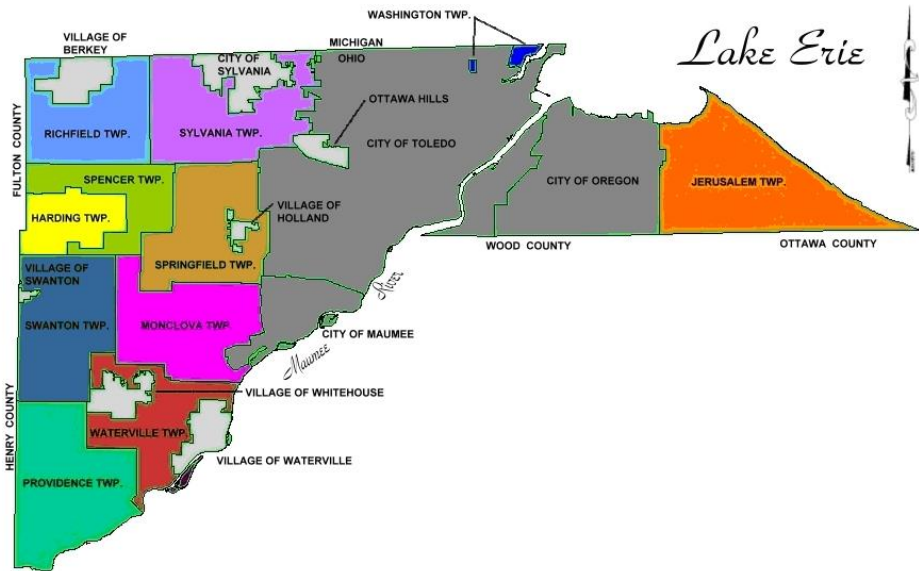 WASHINGTON TWP.
VILLAGE OF
BERKEY
MICHIGAN
OHIO
CITY OF
SYLVANIA
Lake Erie
OTTAWA HILLS
RICHFIELD TWP.
SYLVANIA TWP.
CITY OF TOLEDO
FULTON COUNTY
SPENCER TWP.
CITY OF OREGON
JERUSALEM TWP.
HARDING TWP.
VILLAGE OF
HOLLAND
WOOD COUNTY
OTTAWA COUNTY
VILLAGE OF
SWANTON
SPRINGFIELD TWP.
River
SWANTON TWP.
MONCLOVA TWP.
CITY OF MAUMEE
Maumee
VILLAGE OF WHITEHOUSE
HENRY COUNTY
WATERVILLE TWP.
VILLAGE OF WATERVILLE
PROVIDENCE TWP.